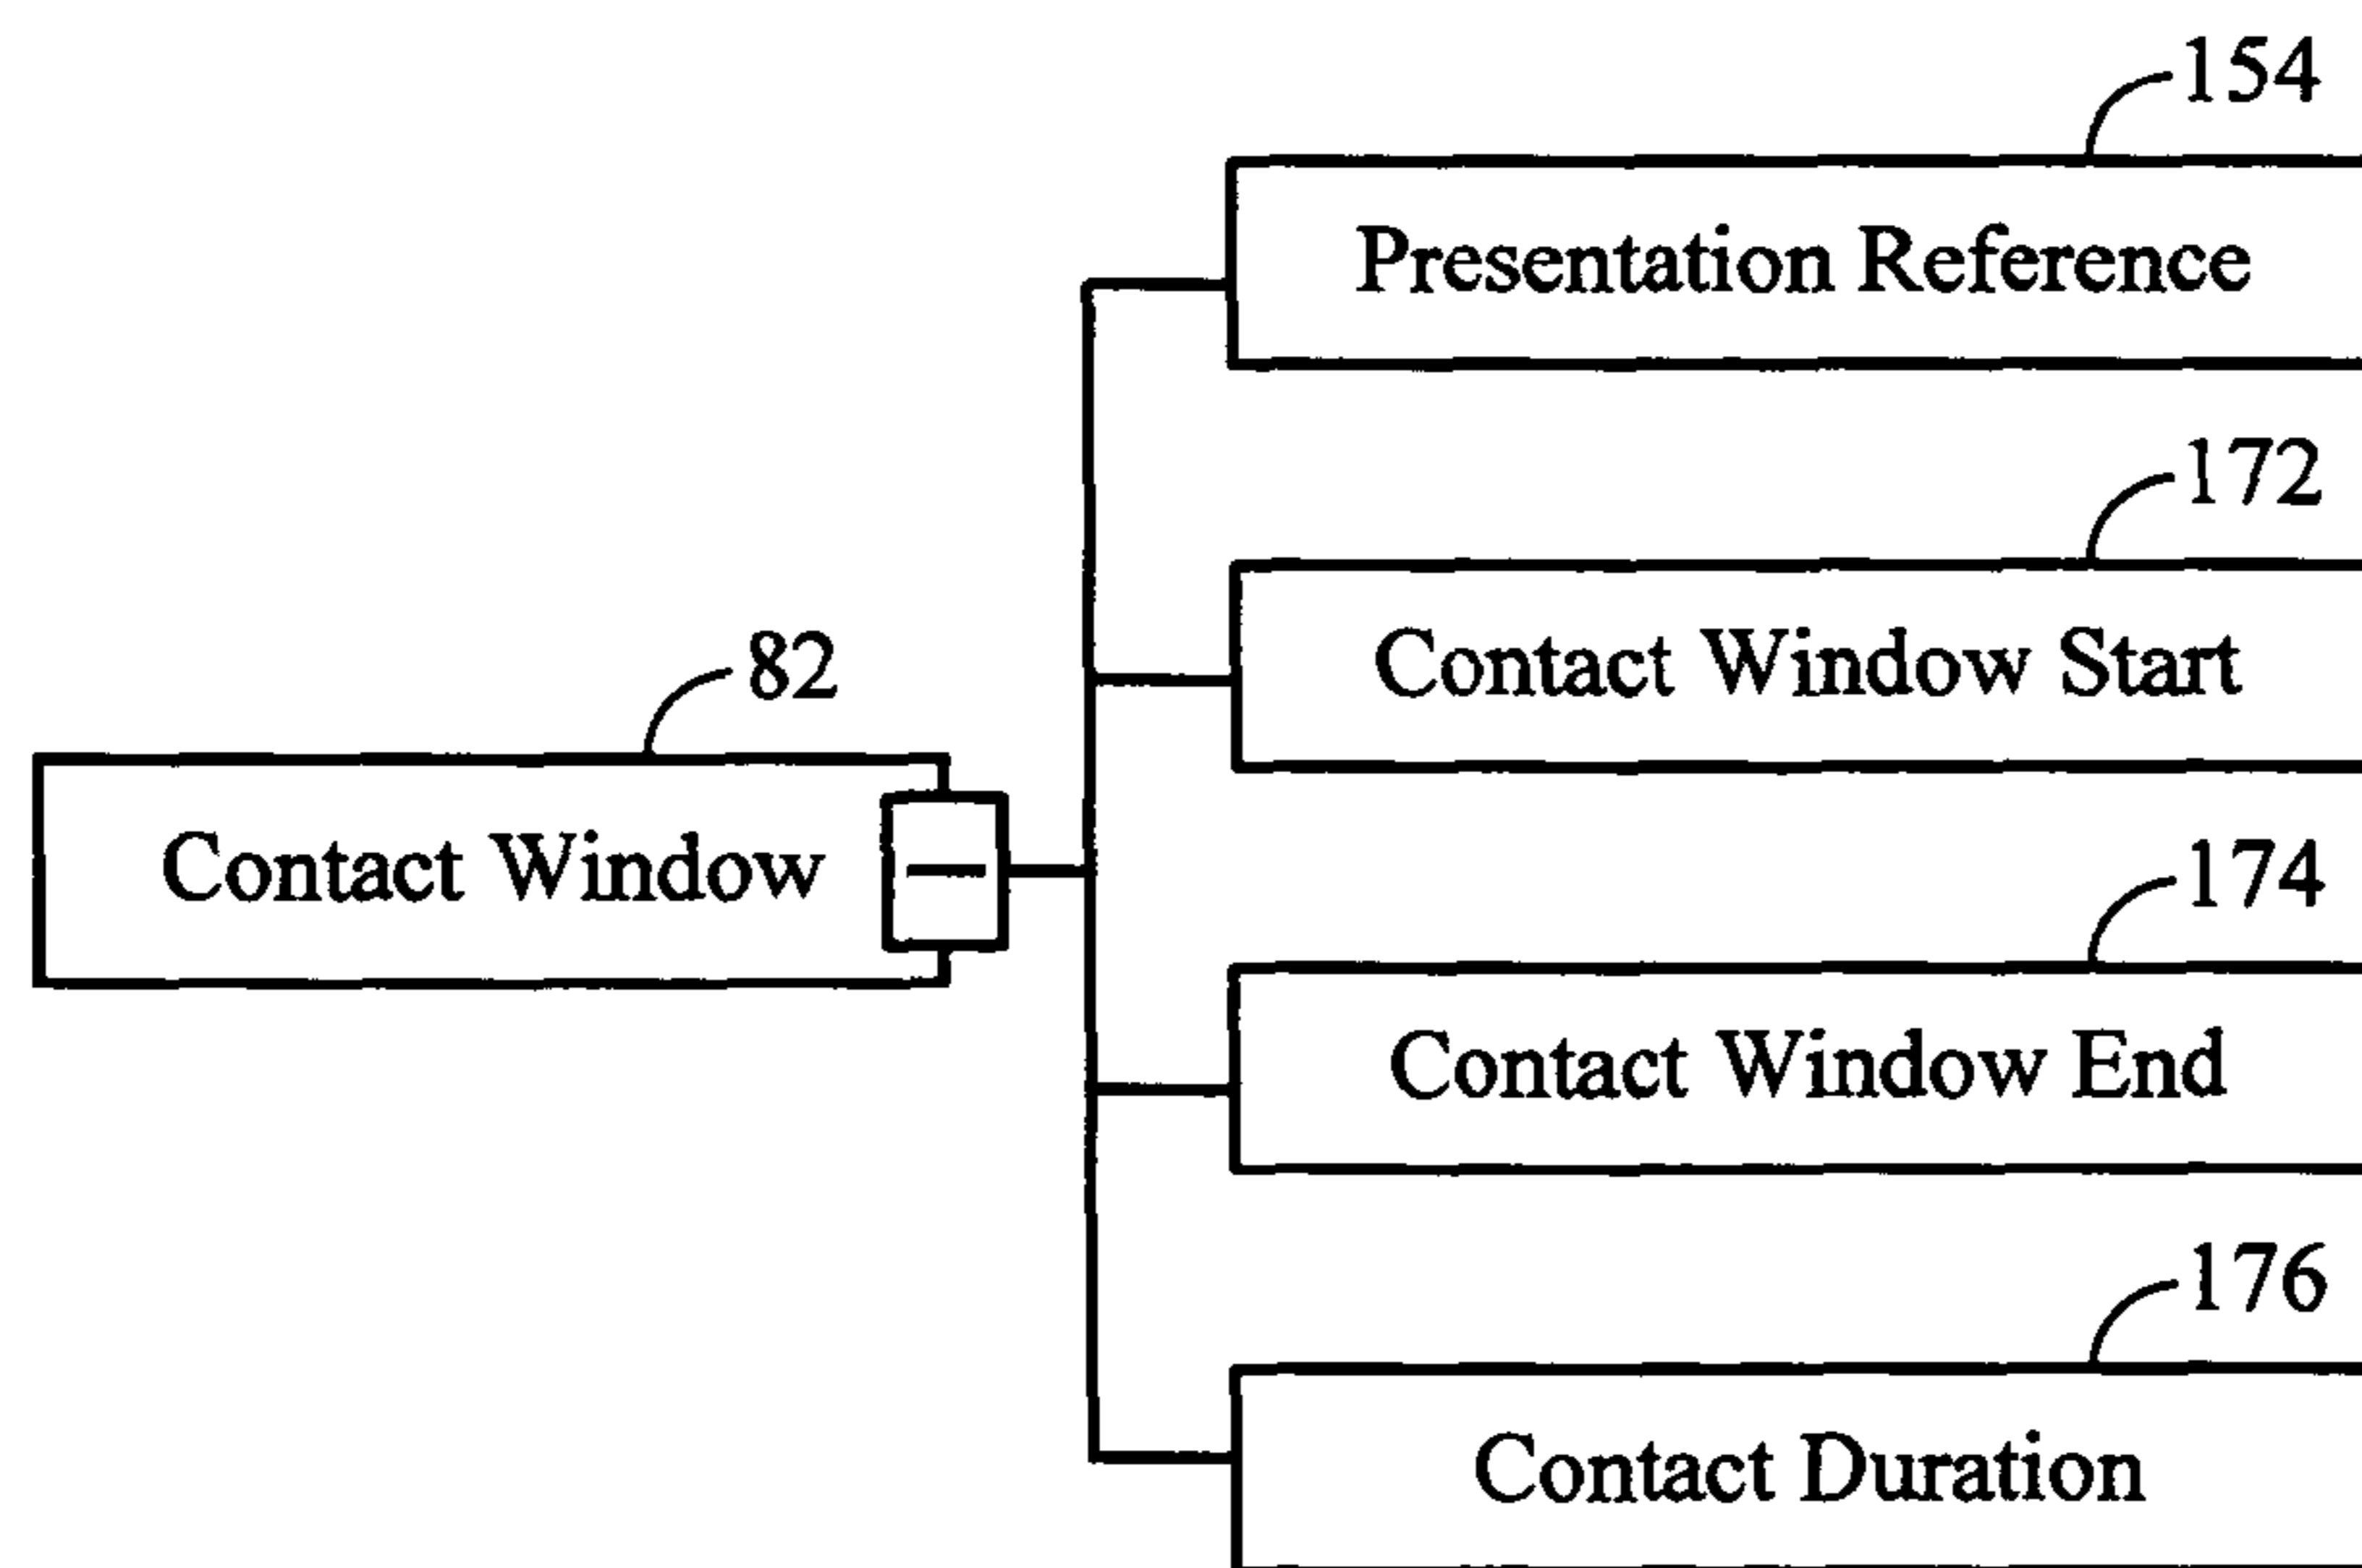 154
Presentation Reference
172
Contact Window Start
82
Contact Window
174
Contact Window End
176
Contact Duration